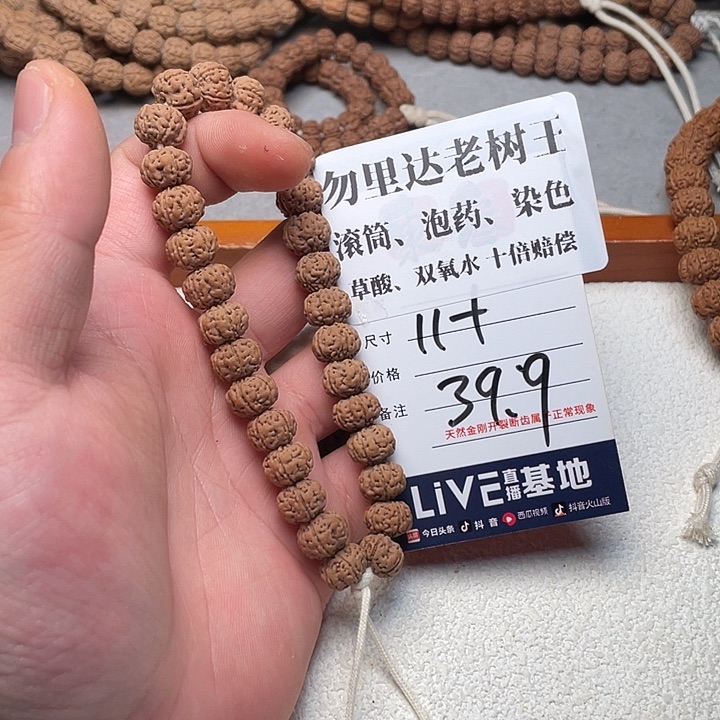 勿里达老树王
滚筒、泡药、染色
草酸、双氧水 十倍赔偿
尺寸 11+
价格 39.9
备注
天然金刚开裂断齿属于正常现象
LiVE直播基地
头条 今日头条 抖音 西瓜视频 抖音火山版